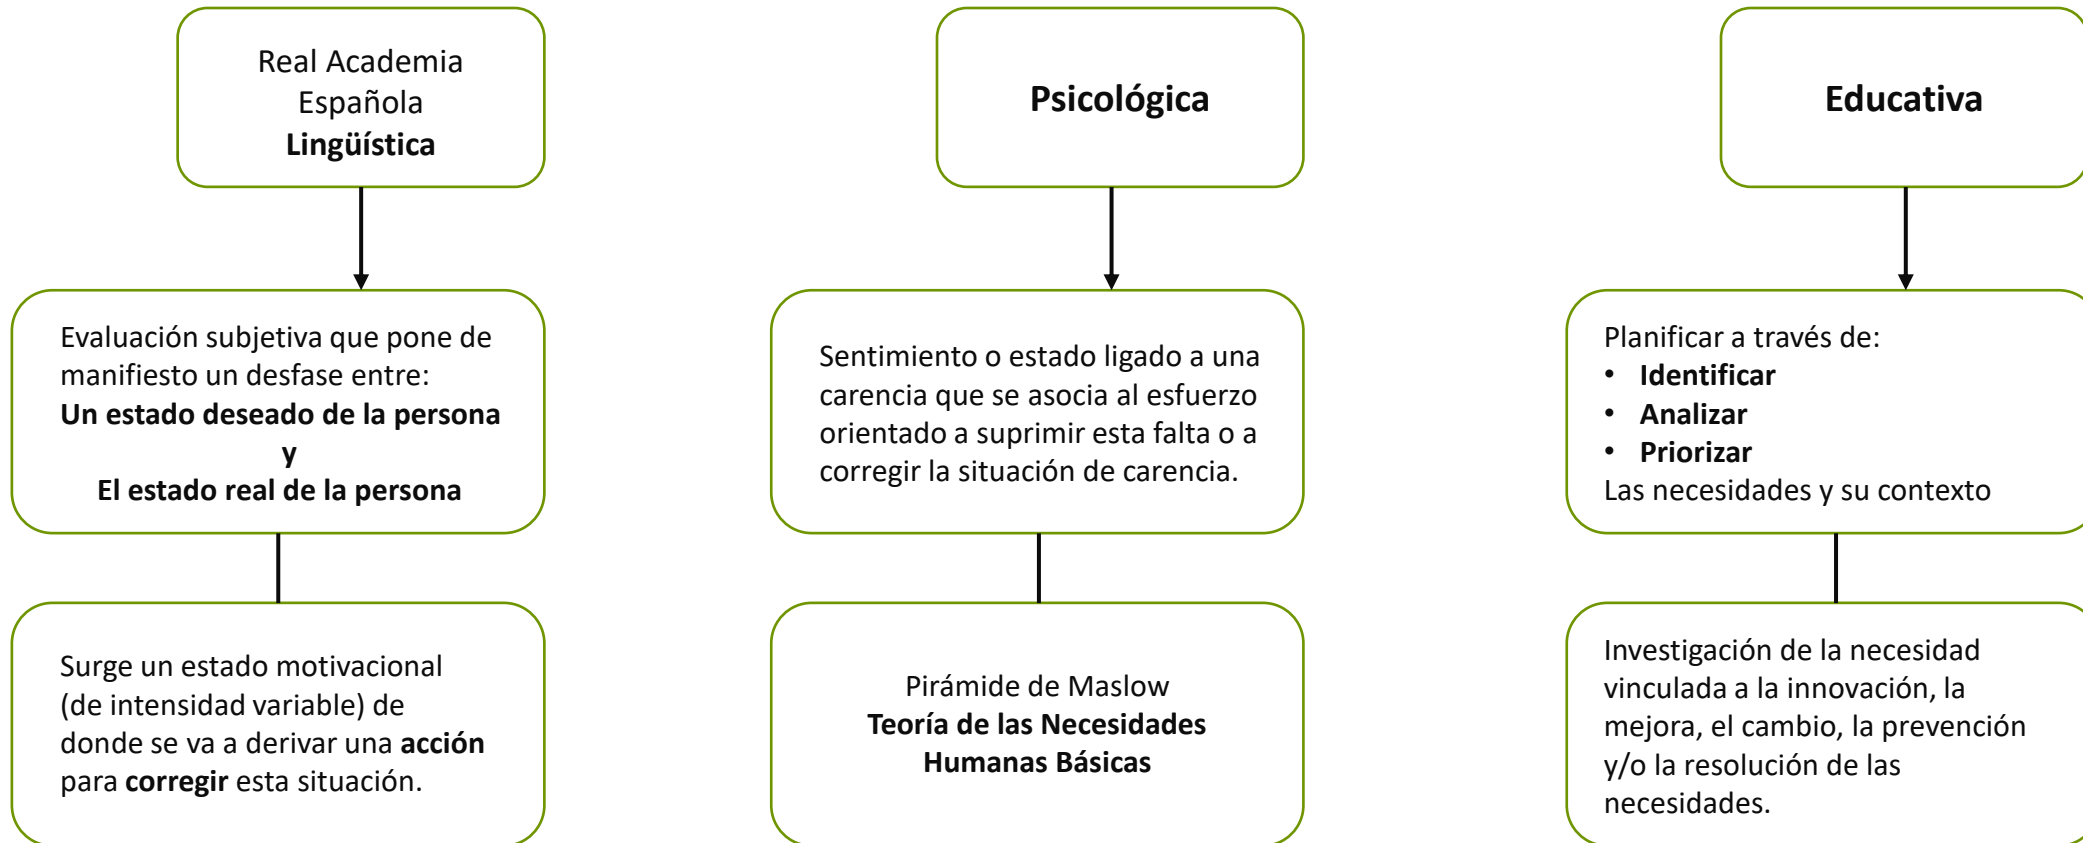 Real Academia
Española
Lingüística
Evaluación subjetiva que pone de
manifiesto un desfase entre:
Un estado deseado de la persona
y
El estado real de la persona
Surge un estado motivacional
(de intensidad variable) de
donde se va a derivar una acción
para corregir esta situación.
Psicológica
Sentimiento o estado ligado a una
carencia que se asocia al esfuerzo
orientado a suprimir esta falta o a
corregir la situación de carencia.
Pirámide de Maslow
Teoría de las Necesidades
Humanas Básicas
Educativa
Planificar a través de:
• Identificar
• Analizar
• Priorizar
Las necesidades y su contexto
Investigación de la necesidad
vinculada a la innovación, la
mejora, el cambio, la prevención
y/o la resolución de las
necesidades.